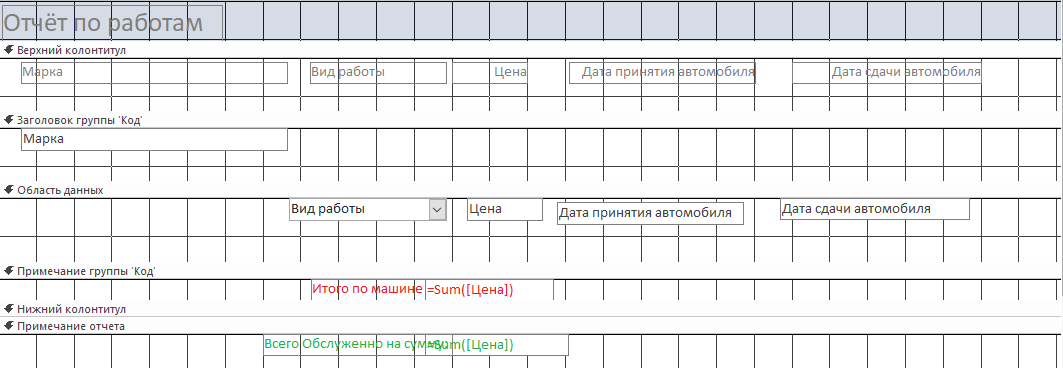 Отчёт по работам
Верхний колонтитул
Марка Вид работы Цена Дата принятия автомобиля Дата сдачи автомобиля
Заголовок группы 'Код'
Марка
Область данных
Вид работы Цена Дата принятия автомобиля Дата сдачи автомобиля
Примечание группы 'Код'
Итого по машине =Sum([Цена])
Нижний колонтитул
Примечание отчета
Всего Обслуженно на сумму: =Sum([Цена])